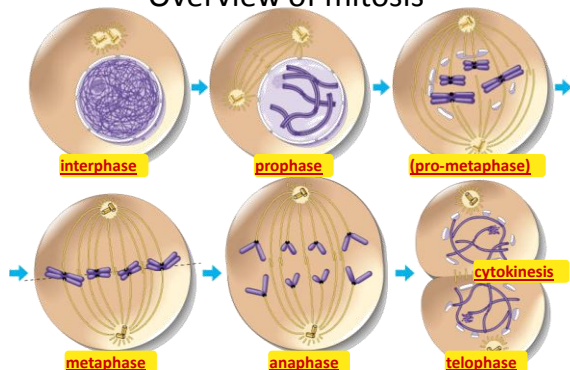 Overview of mitosis
interphase
prophase
(pro-metaphase)
cytokinesis
metaphase
anaphase
telophase